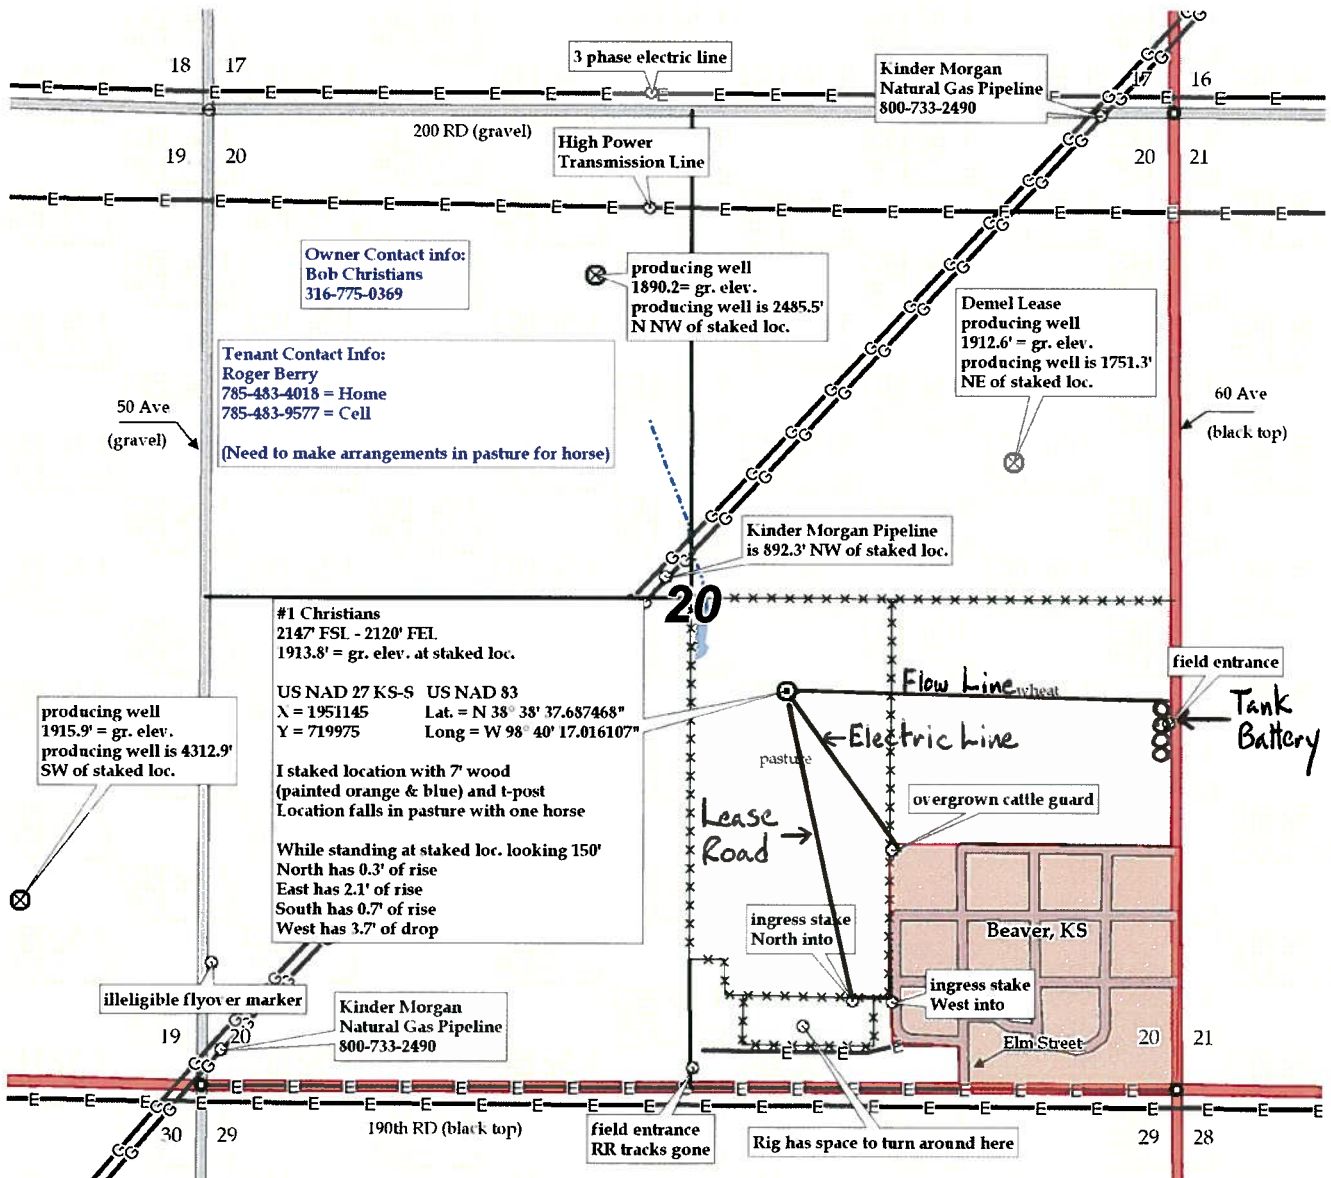 18
17
3 phase electric line
Kinder Morgan
Natural Gas Pipeline
800-733-2490
17
16
200 RD (gravel)
19
20
High Power
Transmission Line
20
21
Owner Contact info:
Bob Christians
316-775-0369
producing well
1890.2= gr. elev.
producing well is 2485.5'
N NW of staked loc.
Demel Lease
producing well
1912.6' = gr. elev.
producing well is 1751.3'
NE of staked loc.
Tenant Contact Info:
Roger Berry
785-483-4018 = Home
785-483-9577 = Cell
(Need to make arrangements in pasture for horse)
50 Ave
(gravel)
60 Ave
(black top)
Kinder Morgan Pipeline
is 892.3' NW of staked loc.
20
#1 Christians
2147' FSL - 2120' FEL
1913.8' = gr. elev. at staked loc.
US NAD 27 KS-S US NAD 83
X = 1951145 Lat. = N 38° 38' 37.687468"
Y = 719975 Long = W 98° 40' 17.016107"
I staked location with 7' wood
(painted orange & blue) and t-post
Location falls in pasture with one horse
While standing at staked loc. looking 150'
North has 0.3' of rise
East has 2.1' of rise
South has 0.7' of rise
West has 3.7' of drop
field entrance
Flow Line
wheat
Tank
Battery
Electric Line
pasture
producing well
1915.9' = gr. elev.
producing well is 4312.9'
SW of staked loc.
overgrown cattle guard
Lease
Road
ingress stake
North into
Beaver, KS
ingress stake
West into
illeligible flyover marker
Kinder Morgan
Natural Gas Pipeline
800-733-2490
19
20
Elm Street
20
21
190th RD (black top)
30
29
field entrance
RR tracks gone
Rig has space to turn around here
29
28